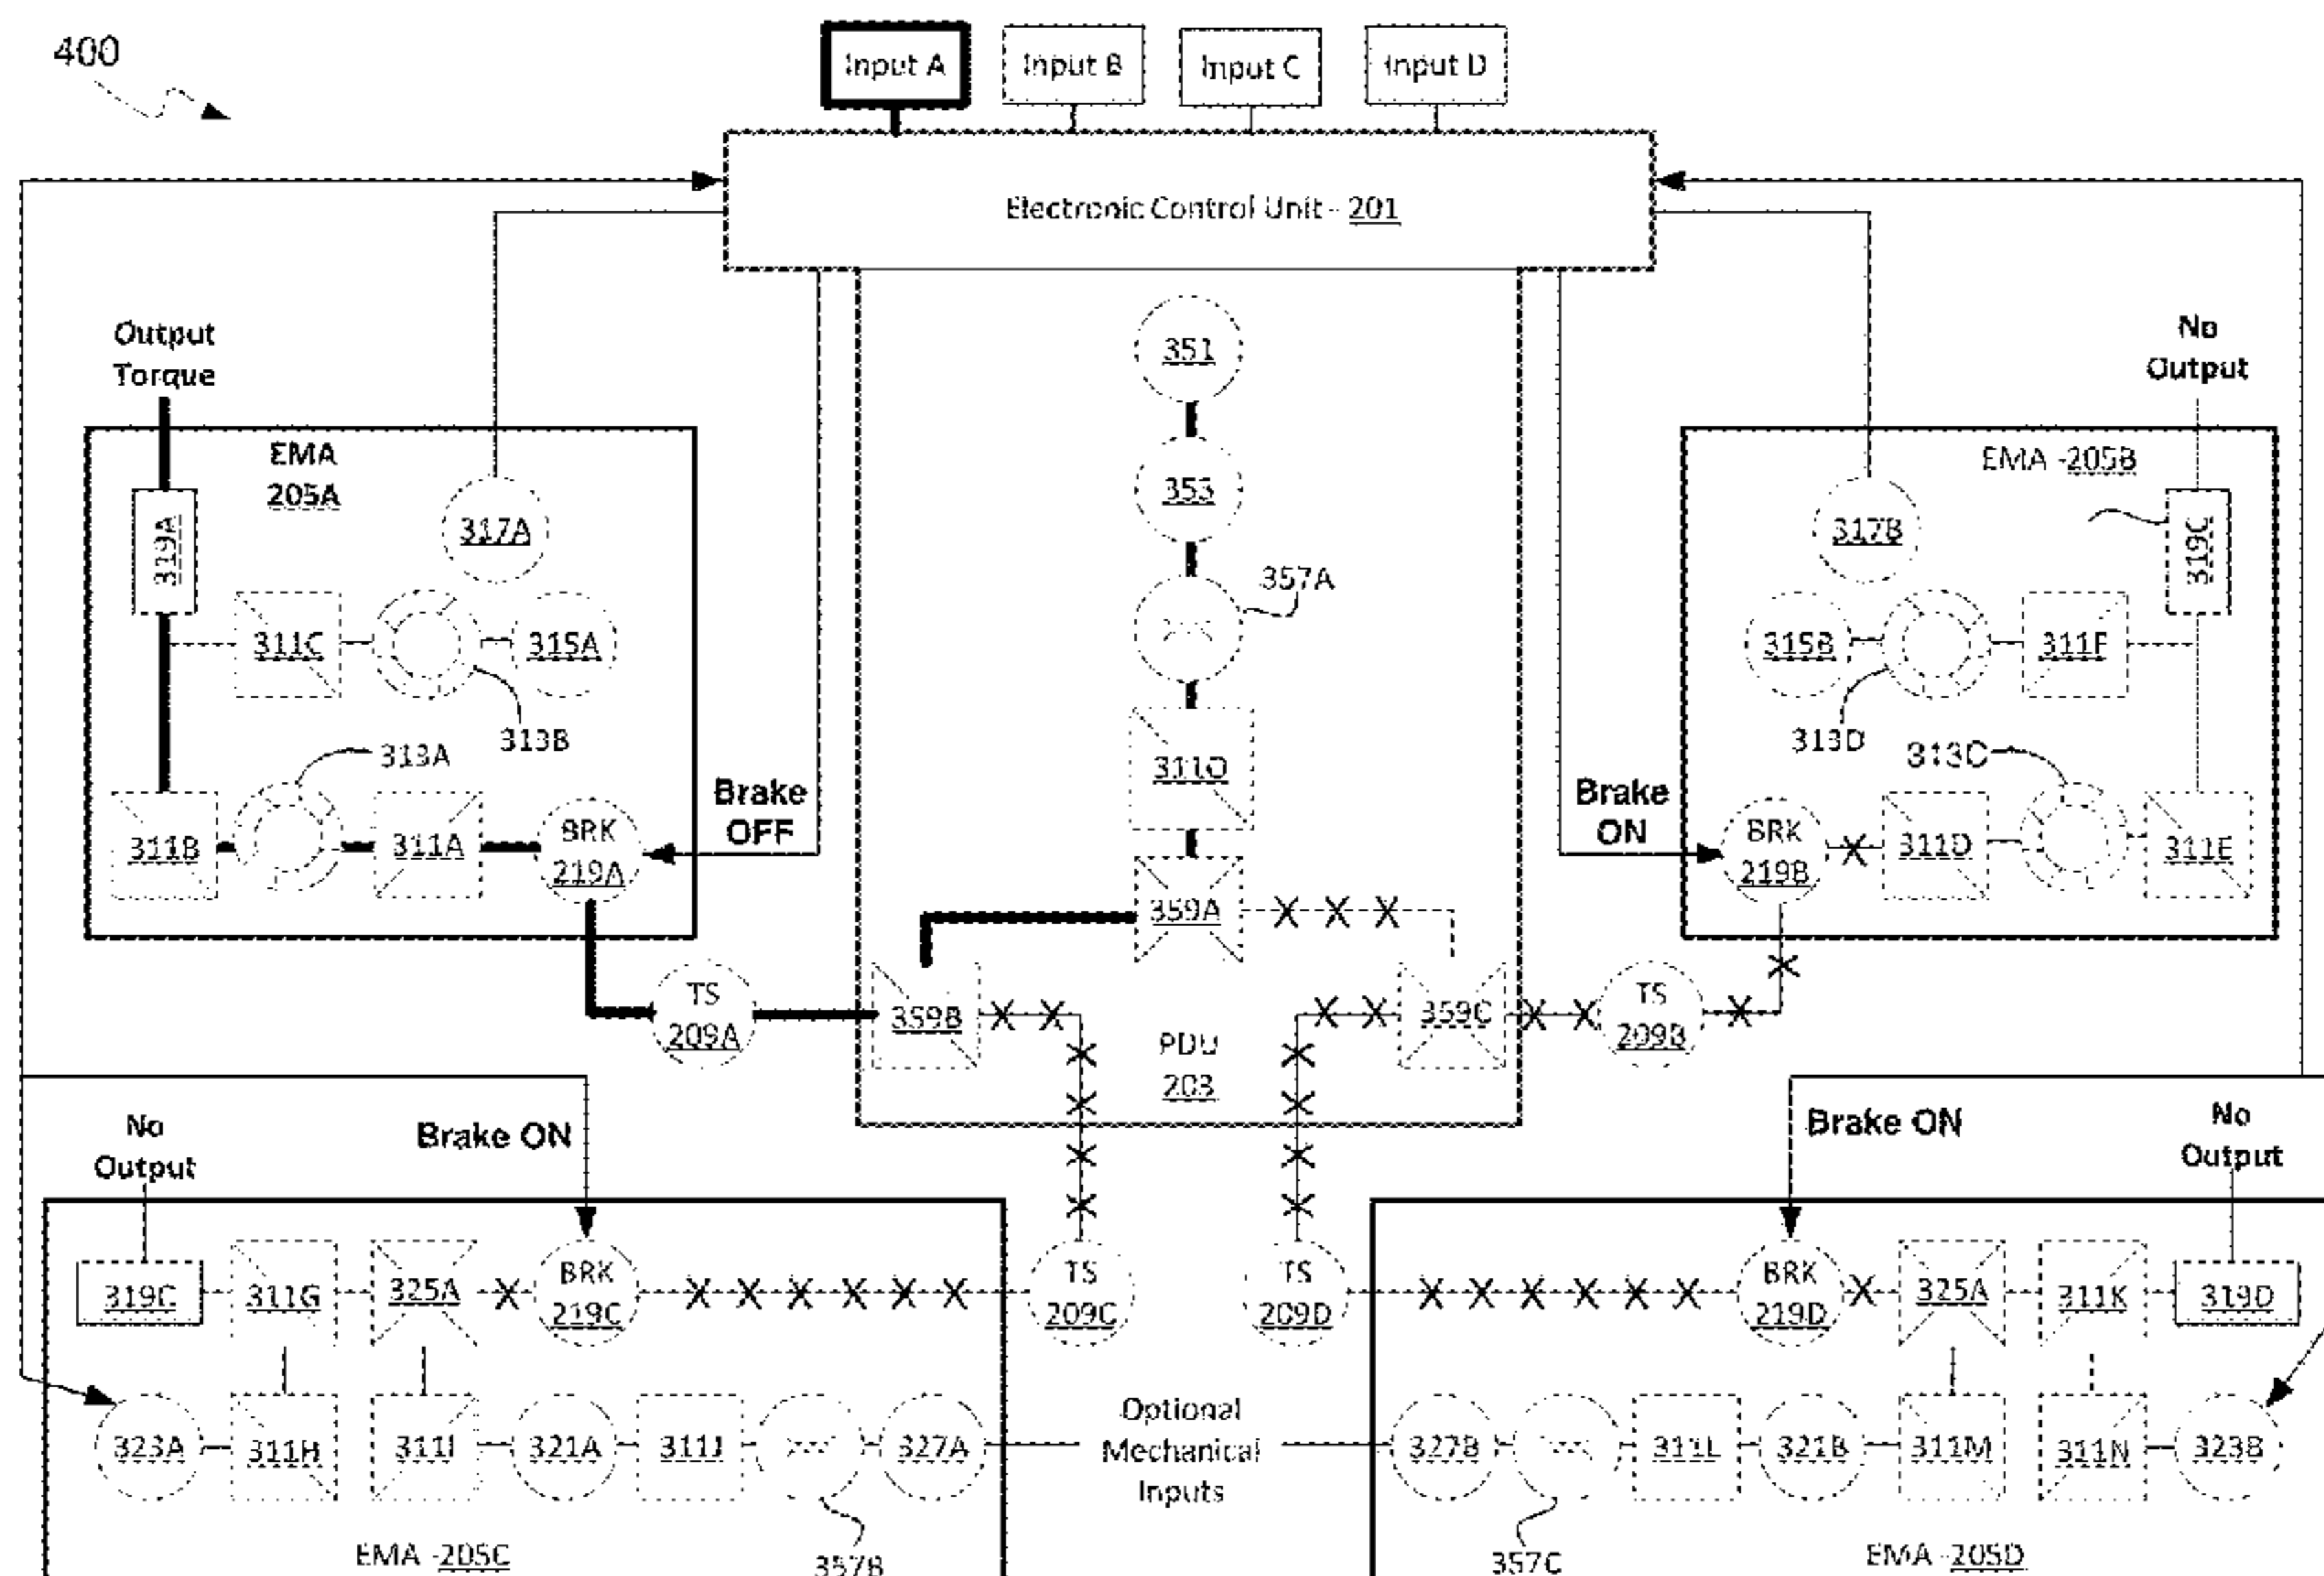 400
Input A
Input B
Input C
Input D
Electronic Control Unit - 201
Output
Torque
No
Output
351
353
357A
311O
359A
359B
359C
PDU
203
EMA
205A
319A
317A
311C
315A
313B
313A
311B
311A
BRK
219A
Brake
OFF
TS
209A
EMA -205B
319C
317B
315B
311F
313D
313C
Brake
ON
BRK
219B
311D
311E
TS
209B
No
Output
Brake ON
319C
311G
325A
BRK
219C
TS
209C
323A
311H
311I
321A
311J
327A
357B
EMA -205C
Optional
Mechanical
Inputs
Brake ON
No
Output
TS
209D
BRK
219D
325A
311K
319D
327B
311L
321B
311M
311N
323B
357C
EMA -205D